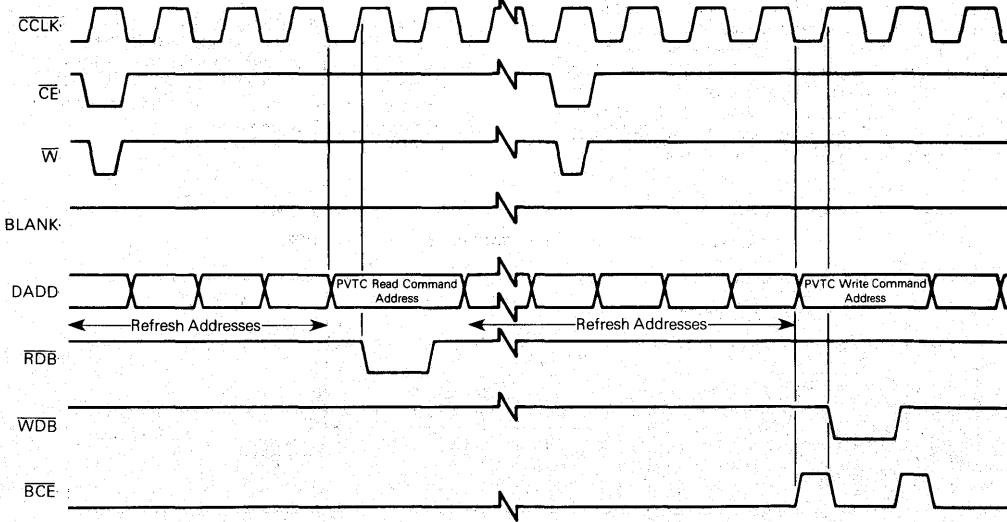 CCLK
CE
W
BLANK
DADD
PVTC Read Command
Address
PVTC Write Command
Address
Refresh Addresses
Refresh Addresses
RDB
WDB
BCE